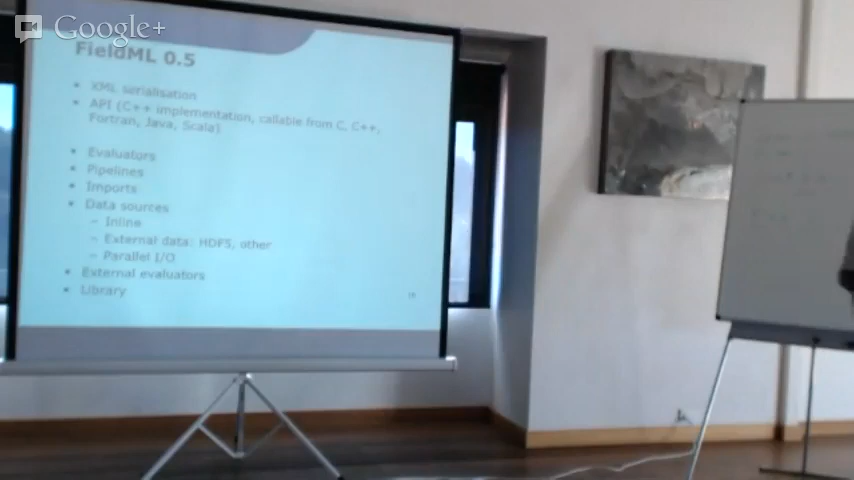 Google+
FieldML 0.5
• XML serialisation
• API (C++ implementation, callable from C, C++,
Fortran, Java, Scala)
• Evaluators
• Pipelines
• Imports
• Data sources
– Inline
– External data: HDF5, other
– Parallel I/O
• External evaluators
• Library